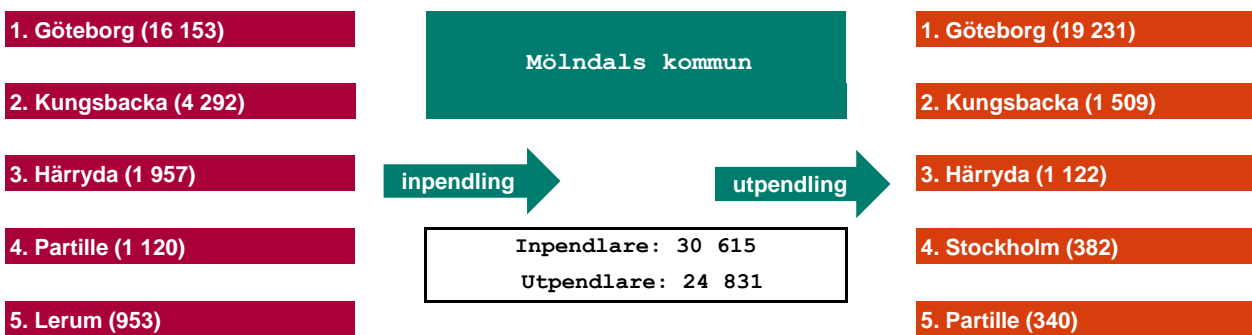 1. Göteborg (16 153)
2. Kungsbacka (4 292)
3. Härryda (1 957)
4. Partille (1 120)
5. Lerum (953)
Mölndals kommun
inpendling
utpendling
Inpendlare: 30 615
Utpendlare: 24 831
1. Göteborg (19 231)
2. Kungsbacka (1 509)
3. Härryda (1 122)
4. Stockholm (382)
5. Partille (340)